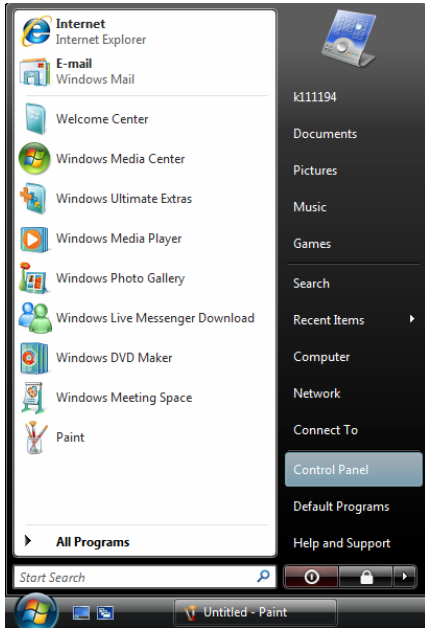 Internet
Internet Explorer
E-mail
Windows Mail
Welcome Center
Windows Media Center
Windows Ultimate Extras
Windows Media Player
Windows Photo Gallery
Windows Live Messenger Download
Windows DVD Maker
Windows Meeting Space
Paint
All Programs
Start Search
k111194
Documents
Pictures
Music
Games
Search
Recent Items
Computer
Network
Connect To
Control Panel
Default Programs
Help and Support
Untitled - Paint